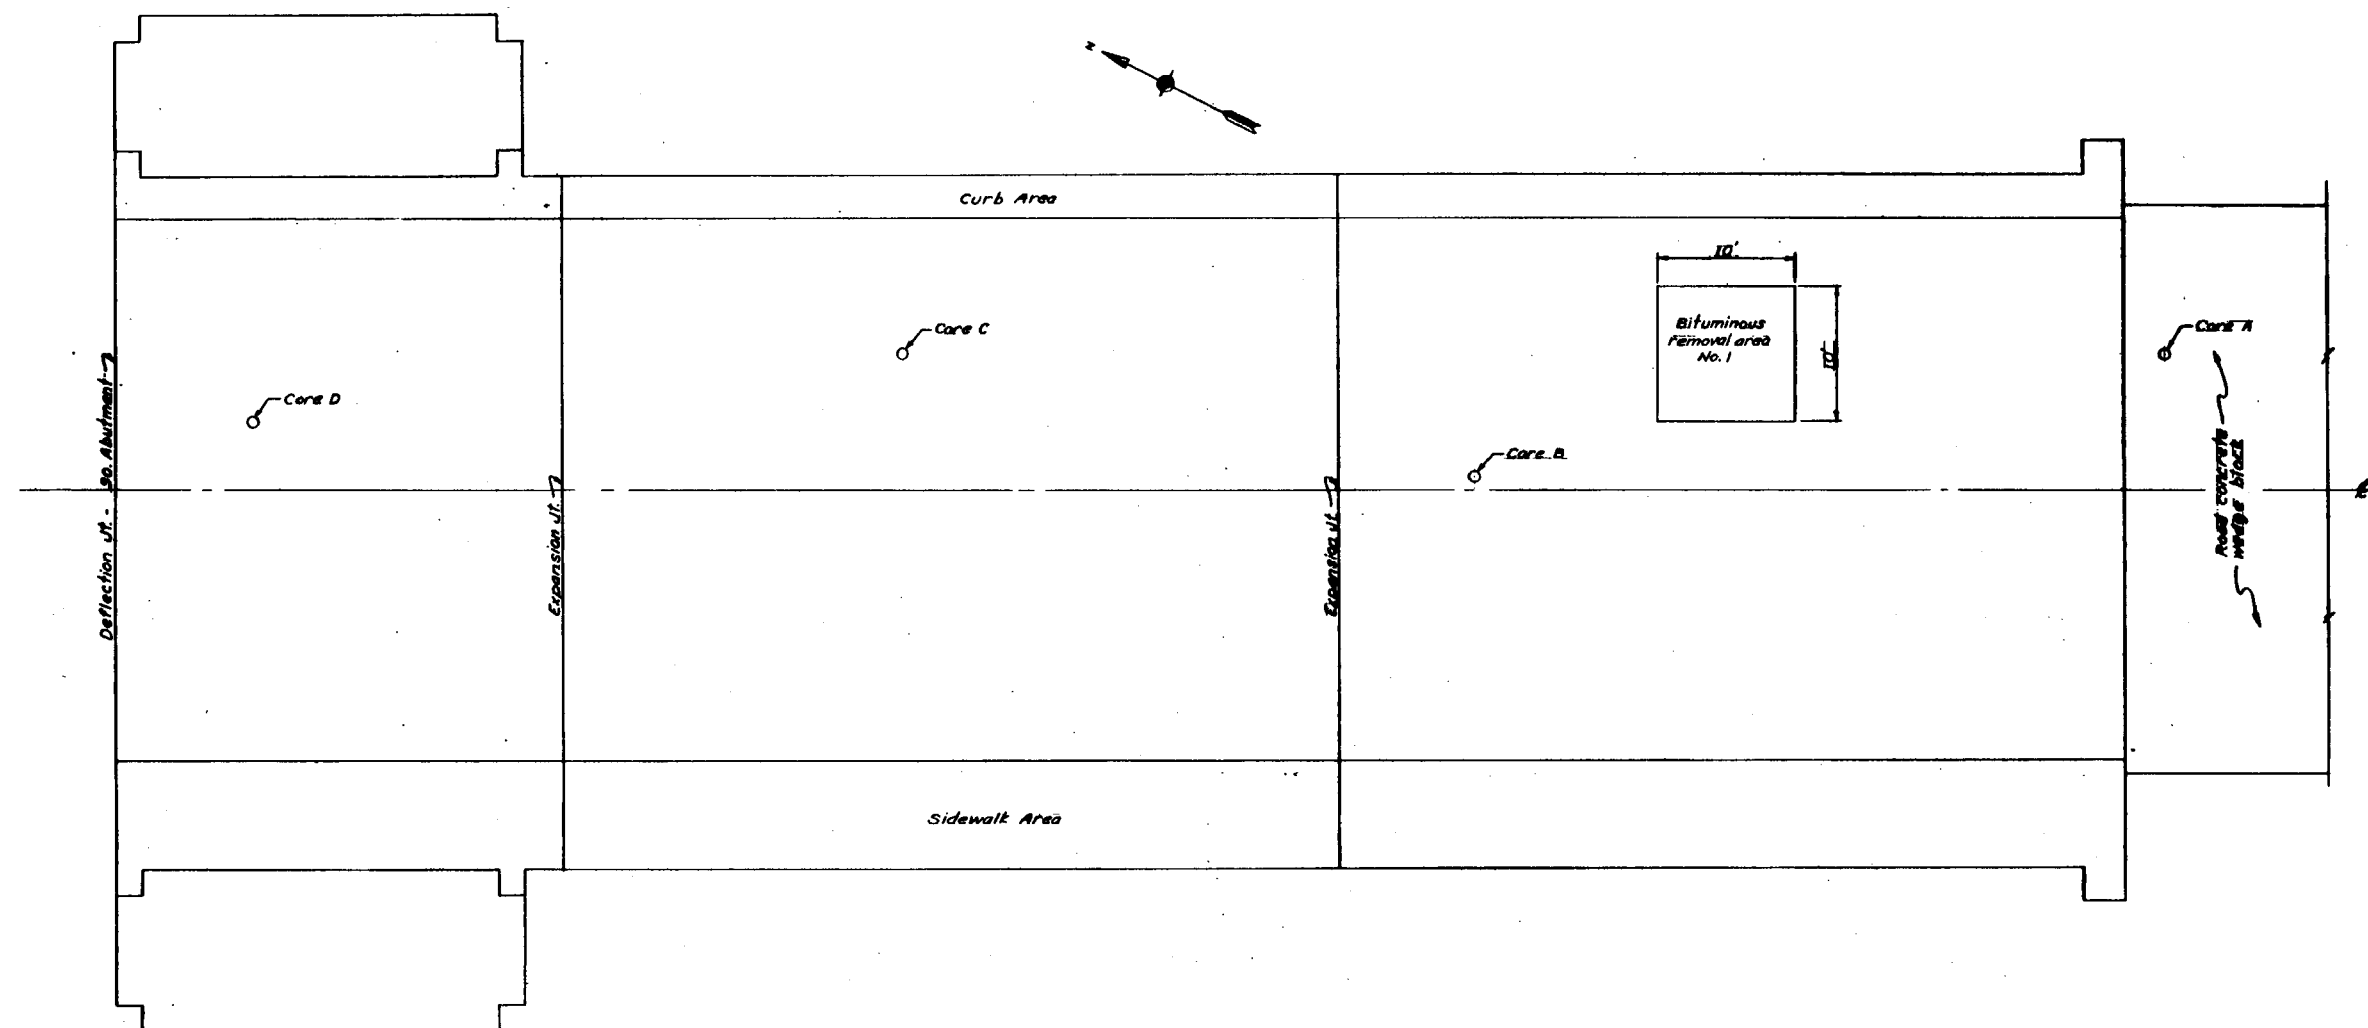 N
Curb Area
10'
Bituminous
removal area
No. 1
10'
Core C
Core A
Core D
Core B
Deflection Jt. - So. Abutment
Expansion Jt.
Expansion Jt.
Road concrete
wedge block
Sidewalk Area